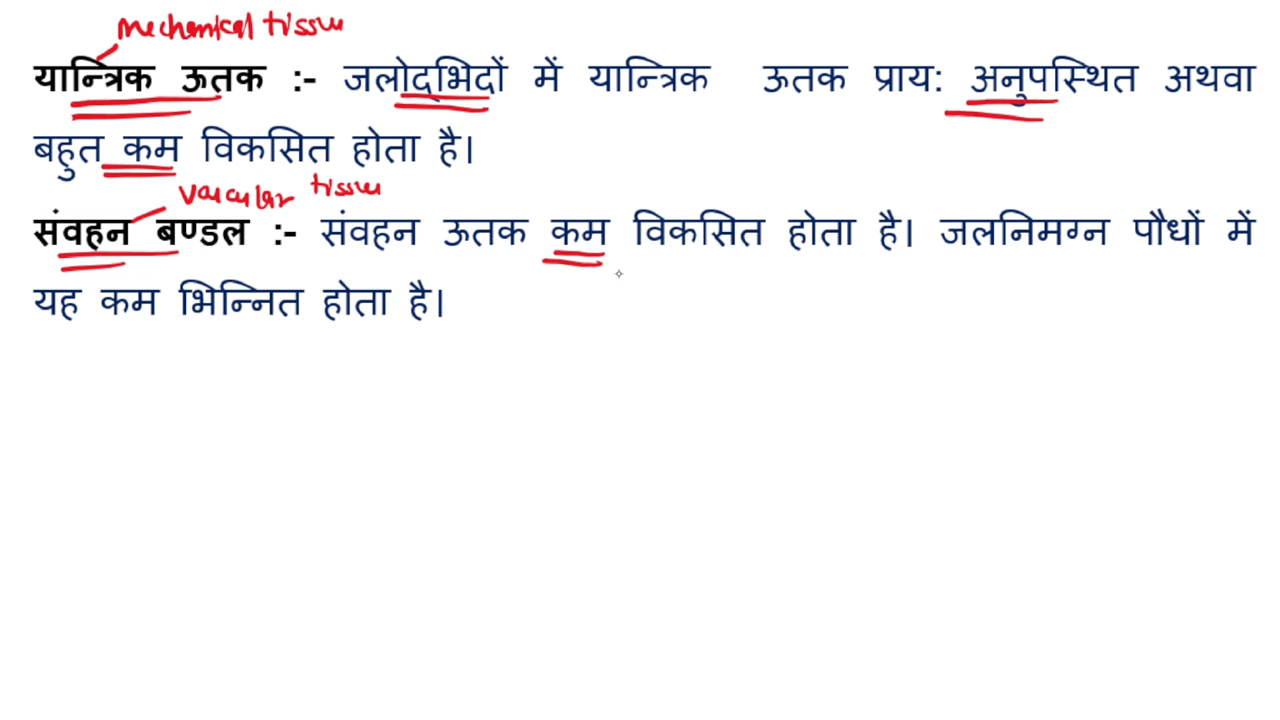 mechanical tissue
यान्त्रिक ऊतक :- जलोद्भिदों में यान्त्रिक ऊतक प्राय: अनुपस्थित अथवा
बहुत कम विकसित होता है।
vascular tissue
संवहन बण्डल :- संवहन ऊतक कम विकसित होता है। जलनिमग्न पौधों में
यह कम भिन्नित होता है।